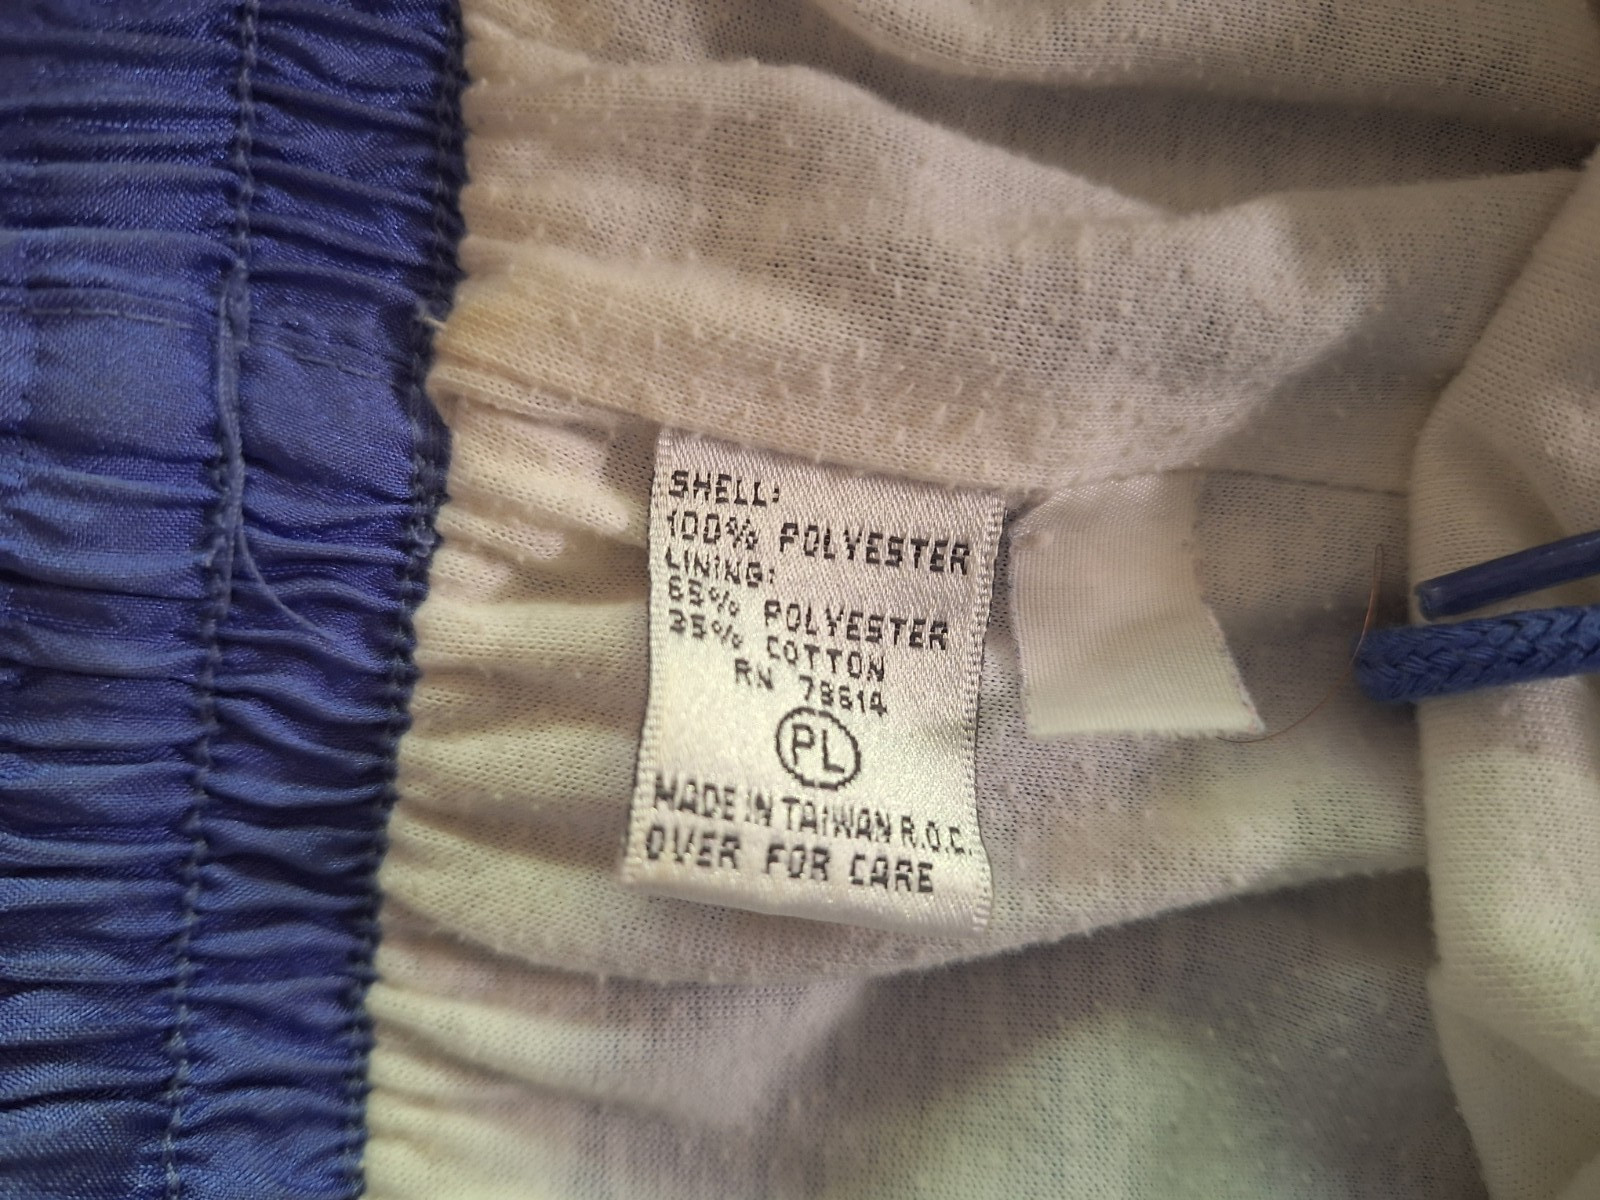 SHELL:
100% POLYESTER
LINING:
65% POLYESTER
35% COTTON
RN 78614
PL
MADE IN TAIWAN R.O.C.
OVER FOR CARE